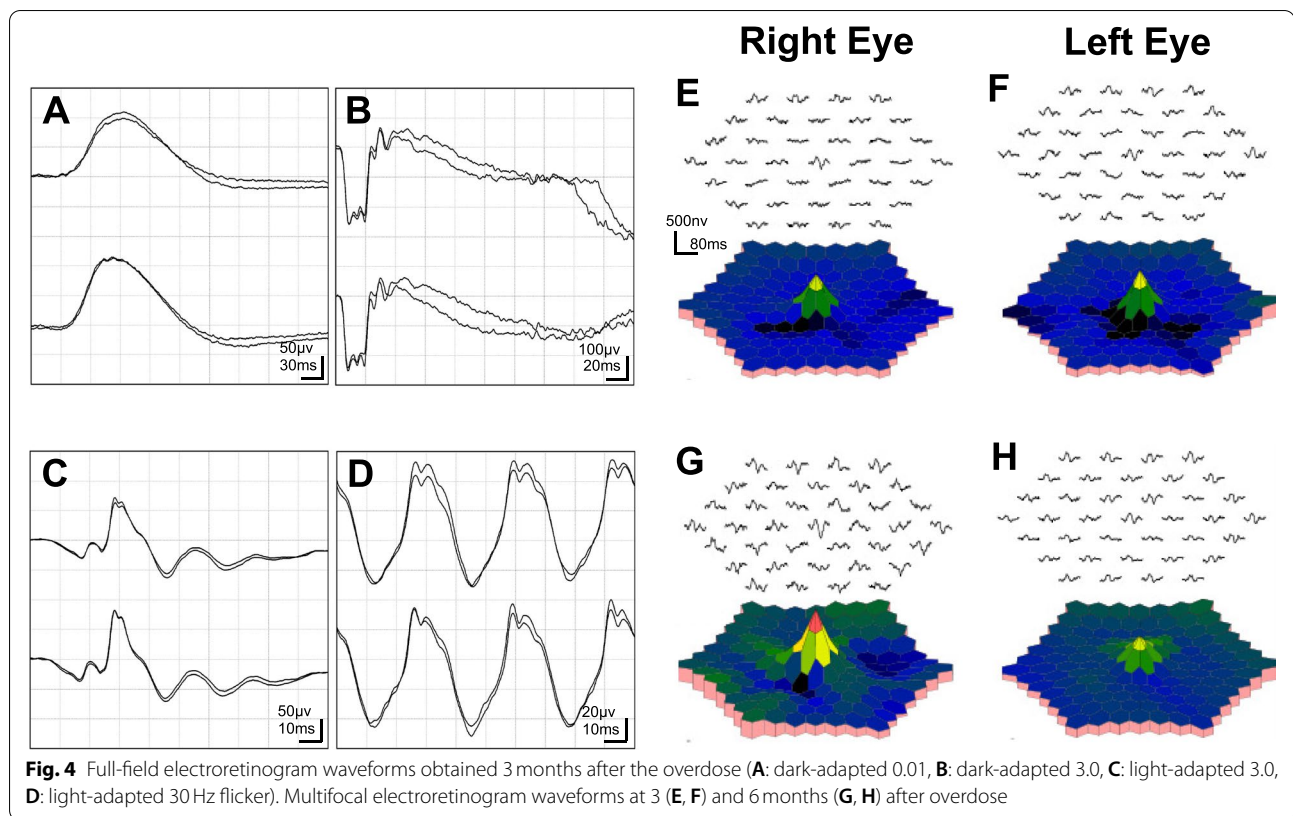 Right Eye
Left Eye
A
B
E
F
500nv
80ms
50µv
30ms
100µv
20ms
C
D
G
H
50µv
10ms
20µv
10ms
Fig. 4 Full-field electroretinogram waveforms obtained 3 months after the overdose (A: dark-adapted 0.01, B: dark-adapted 3.0, C: light-adapted 3.0,
D: light-adapted 30 Hz flicker). Multifocal electroretinogram waveforms at 3 (E, F) and 6 months (G, H) after overdose